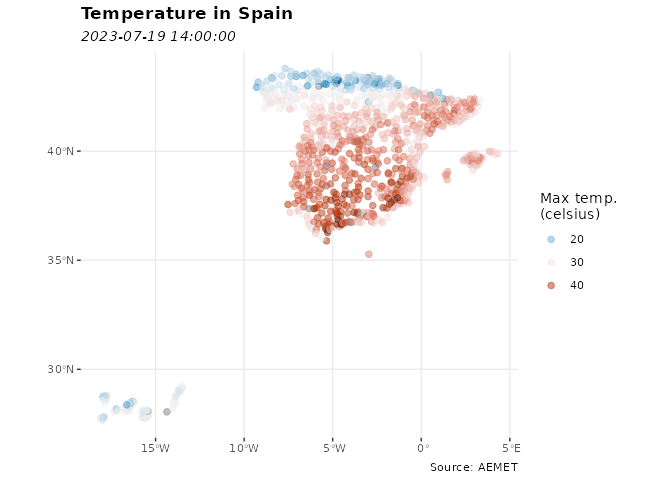 Temperature in Spain
2023-07-19 14:00:00
40°N
35°N
30°N
15°W
10°W
5°W
0°
5°E
Max temp.
(celsius)
20
30
40
Source: AEMET